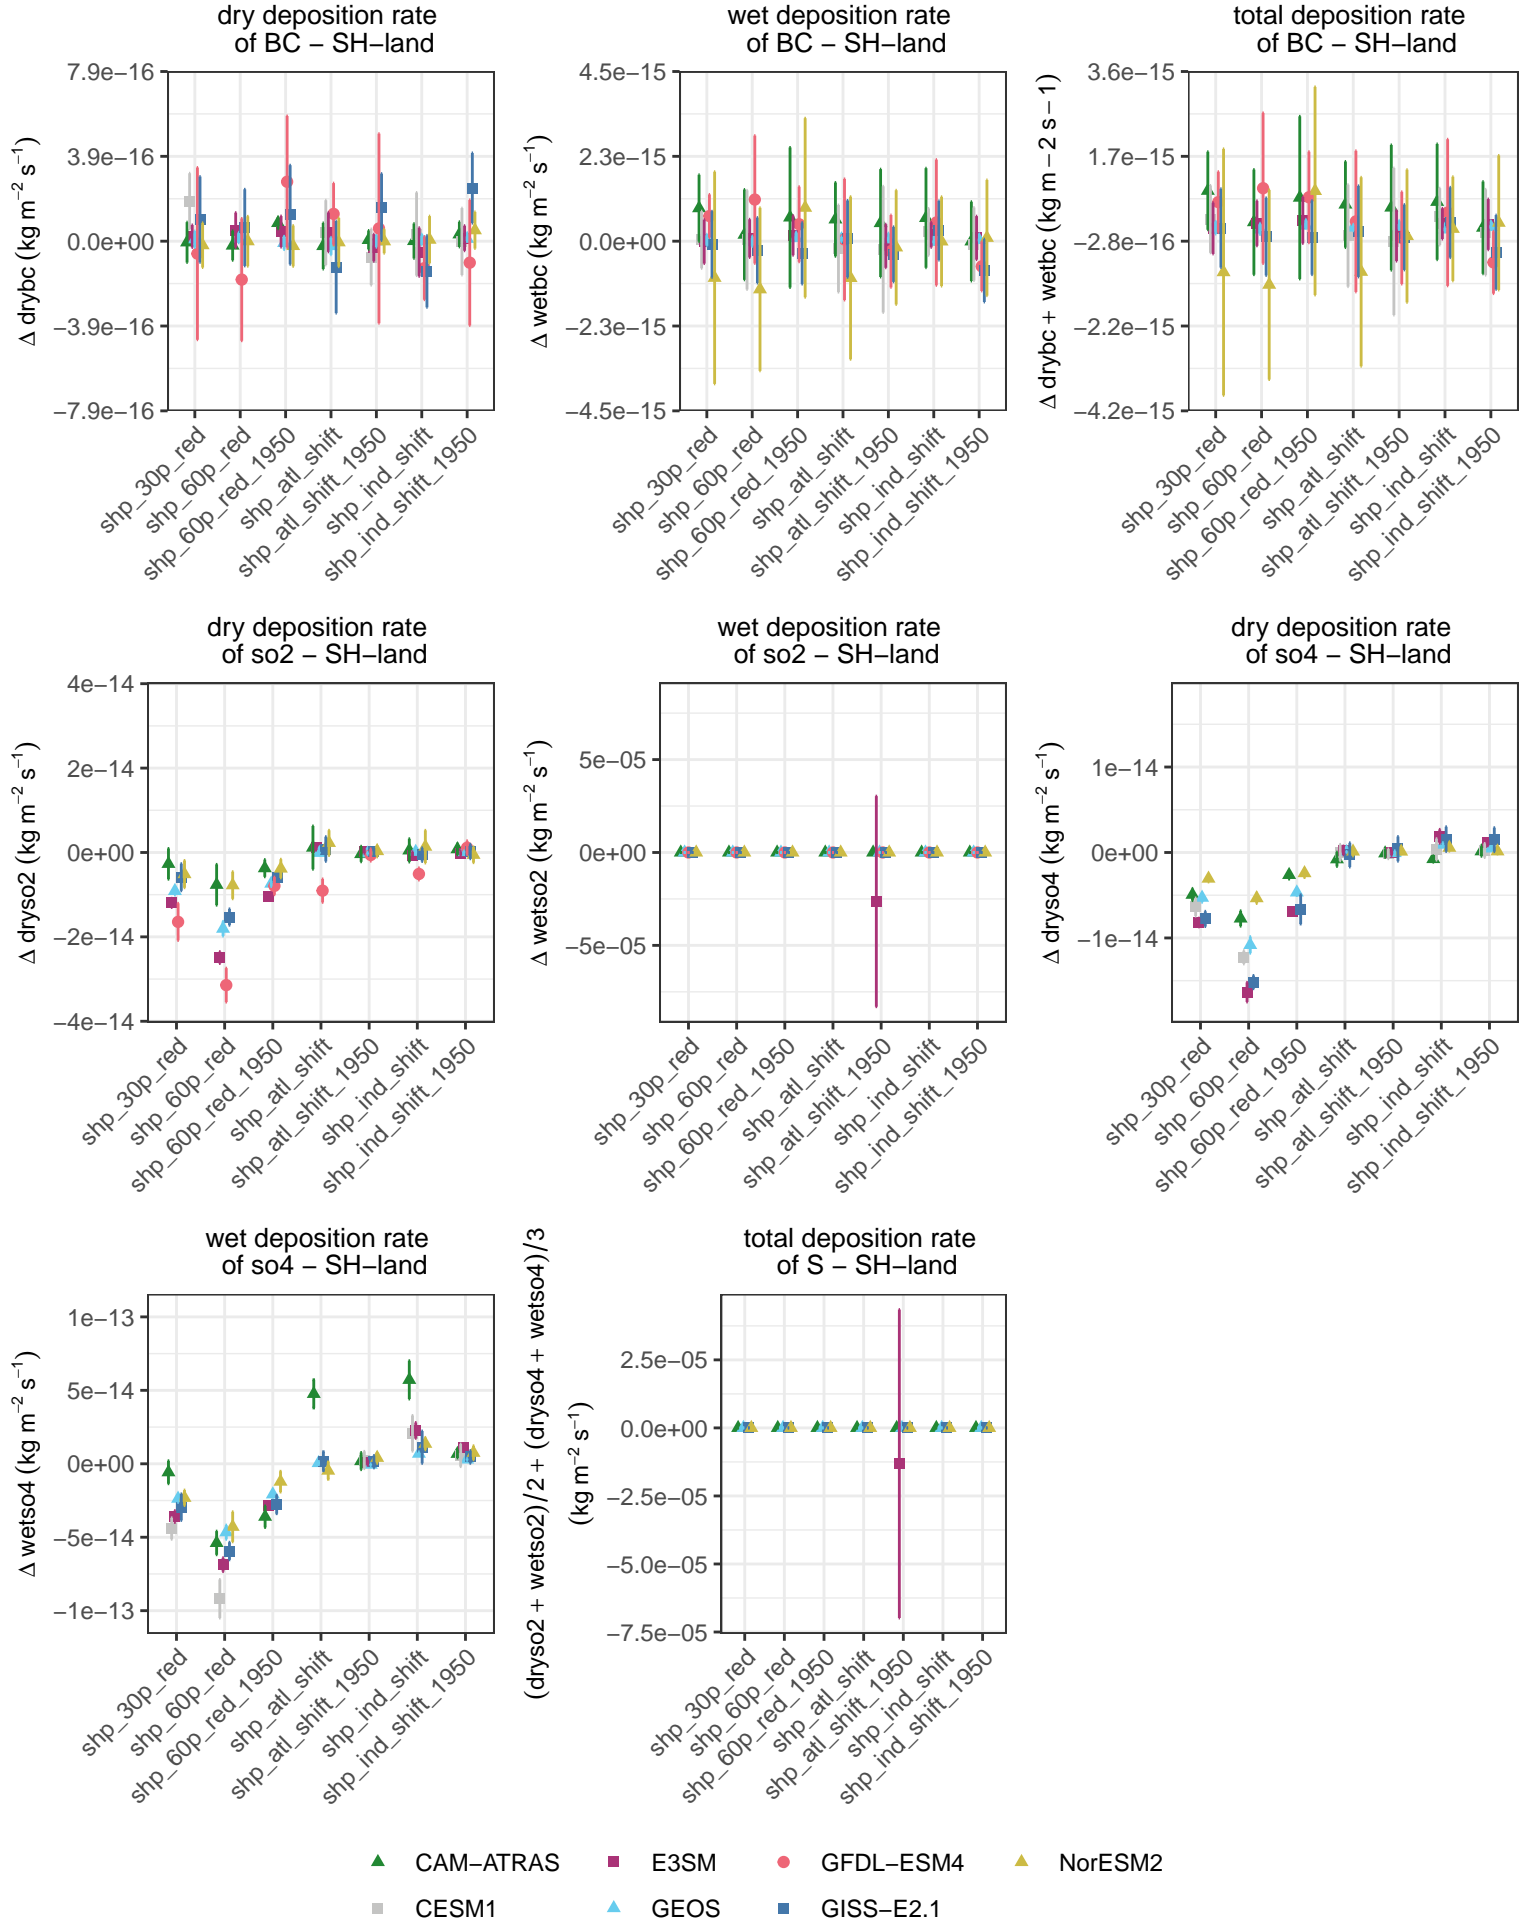 dry deposition rate
of BC − SH−land
Δ drybc (kg m−2 s−1)
7.9e−16
3.9e−16
0.0e+00
−3.9e−16
−7.9e−16
shp_30p_red
shp_60p_red
shp_60p_red_1950
shp_atl_shift
shp_atl_shift_1950
shp_ind_shift
shp_ind_shift_1950
wet deposition rate
of BC − SH−land
Δ wetbc (kg m−2 s−1)
4.5e−15
2.3e−15
0.0e+00
−2.3e−15
−4.5e−15
shp_30p_red
shp_60p_red
shp_60p_red_1950
shp_atl_shift
shp_atl_shift_1950
shp_ind_shift
shp_ind_shift_1950
total deposition rate
of BC − SH−land
Δ drybc + wetbc (kg m − 2 s − 1)
3.6e−15
1.7e−15
−2.8e−16
−2.2e−15
−4.2e−15
shp_30p_red
shp_60p_red
shp_60p_red_1950
shp_atl_shift
shp_atl_shift_1950
shp_ind_shift
shp_ind_shift_1950
dry deposition rate
of so2 − SH−land
Δ dryso2 (kg m−2 s−1)
4e−14
2e−14
0e+00
−2e−14
−4e−14
shp_30p_red
shp_60p_red
shp_60p_red_1950
shp_atl_shift
shp_atl_shift_1950
shp_ind_shift
shp_ind_shift_1950
wet deposition rate
of so2 − SH−land
Δ wetso2 (kg m−2 s−1)
5e−05
0e+00
−5e−05
shp_30p_red
shp_60p_red
shp_60p_red_1950
shp_atl_shift
shp_atl_shift_1950
shp_ind_shift
shp_ind_shift_1950
dry deposition rate
of so4 − SH−land
Δ dryso4 (kg m−2 s−1)
1e−14
0e+00
−1e−14
shp_30p_red
shp_60p_red
shp_60p_red_1950
shp_atl_shift
shp_atl_shift_1950
shp_ind_shift
shp_ind_shift_1950
wet deposition rate
of so4 − SH−land
Δ wetso4 (kg m−2 s−1)
1e−13
5e−14
0e+00
−5e−14
−1e−13
shp_30p_red
shp_60p_red
shp_60p_red_1950
shp_atl_shift
shp_atl_shift_1950
shp_ind_shift
shp_ind_shift_1950
total deposition rate
of S − SH−land
(dryso2 + wetso2)/2 + (dryso4 + wetso4)/3
(kg m−2 s−1)
2.5e−05
0.0e+00
−2.5e−05
−5.0e−05
−7.5e−05
shp_30p_red
shp_60p_red
shp_60p_red_1950
shp_atl_shift
shp_atl_shift_1950
shp_ind_shift
shp_ind_shift_1950
CAM−ATRAS
E3SM
GFDL−ESM4
NorESM2
CESM1
GEOS
GISS−E2.1